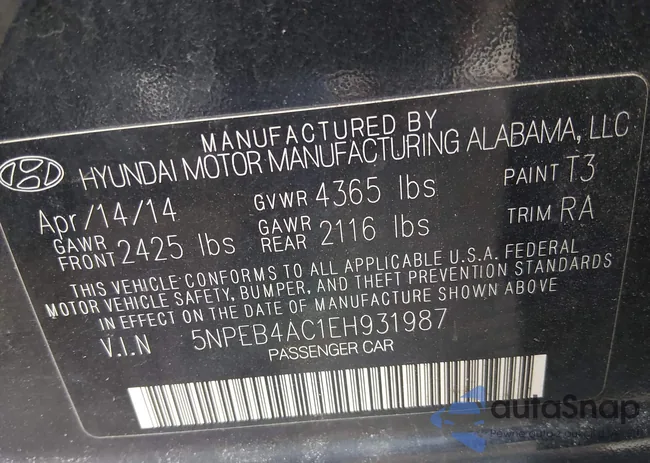 MANUFACTURED BY
HYUNDAI MOTOR MANUFACTURING ALABAMA, LLC
Apr/14/14 GVWR 4365 lbs PAINT T3
GAWR FRONT 2425 lbs GAWR REAR 2116 lbs TRIM RA
THIS VEHICLE CONFORMS TO ALL APPLICABLE U.S.A. FEDERAL
MOTOR VEHICLE SAFETY, BUMPER, AND THEFT PREVENTION STANDARDS
IN EFFECT ON THE DATE OF MANUFACTURE SHOWN ABOVE
V.I.N 5NPEB4AC1EH931987
PASSENGER CAR
autoSnap